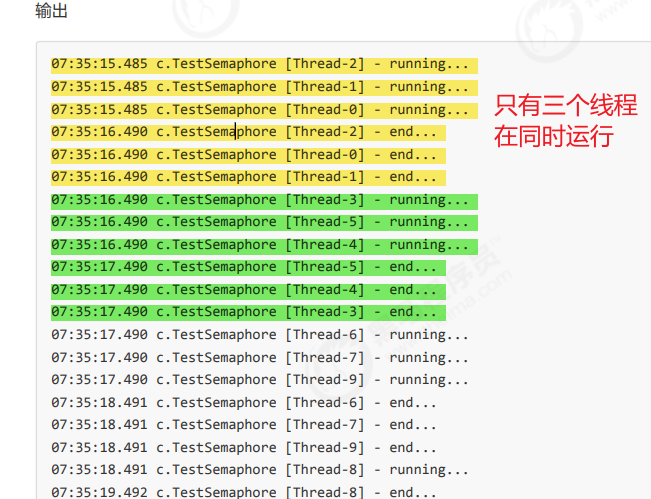 输出
07:35:15.485 c.TestSemaphore [Thread-2] - running...
07:35:15.485 c.TestSemaphore [Thread-1] - running...
07:35:15.485 c.TestSemaphore [Thread-0] - running...
07:35:16.490 c.TestSemaphore [Thread-2] - end...
07:35:16.490 c.TestSemaphore [Thread-0] - end...
07:35:16.490 c.TestSemaphore [Thread-1] - end...
07:35:16.490 c.TestSemaphore [Thread-3] - running...
07:35:16.490 c.TestSemaphore [Thread-5] - running...
07:35:16.490 c.TestSemaphore [Thread-4] - running...
07:35:17.490 c.TestSemaphore [Thread-5] - end...
07:35:17.490 c.TestSemaphore [Thread-4] - end...
07:35:17.490 c.TestSemaphore [Thread-3] - end...
07:35:17.490 c.TestSemaphore [Thread-6] - running...
07:35:17.490 c.TestSemaphore [Thread-7] - running...
07:35:17.490 c.TestSemaphore [Thread-9] - running...
07:35:18.491 c.TestSemaphore [Thread-6] - end...
07:35:18.491 c.TestSemaphore [Thread-7] - end...
07:35:18.491 c.TestSemaphore [Thread-9] - end...
07:35:18.491 c.TestSemaphore [Thread-8] - running...
07:35:19.492 c.TestSemaphore [Thread-8] - end...
只有三个线程
在同时运行